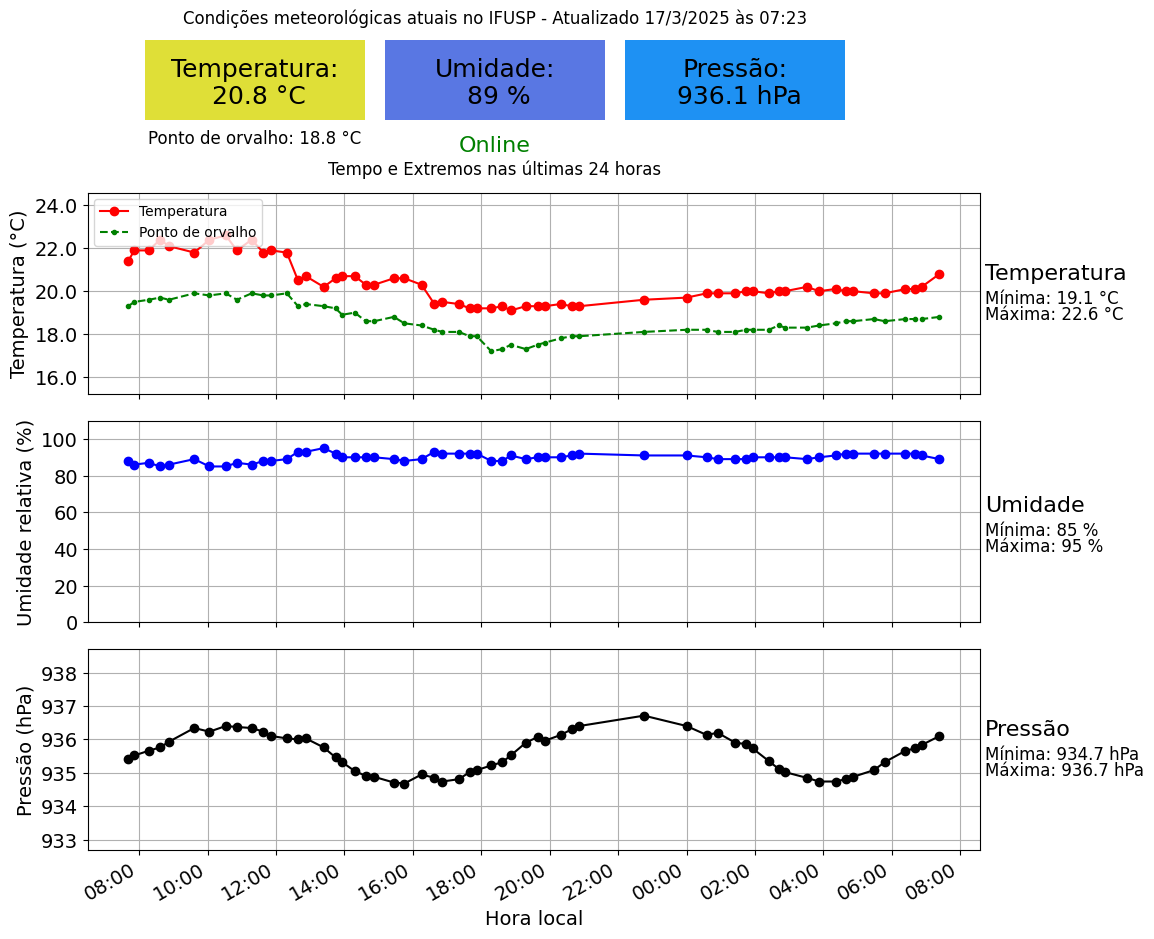 Condições meteorológicas atuais no IFUSP - Atualizado 17/3/2025 às 07:23
Temperatura:
20.8 °C
Umidade:
89 %
Pressão:
936.1 hPa
Ponto de orvalho: 18.8 °C
Online
Tempo e Extremos nas últimas 24 horas
Temperatura (°C)
24.0
22.0
20.0
18.0
16.0
Temperatura
Ponto de orvalho
Temperatura
Mínima: 19.1 °C
Máxima: 22.6 °C
Umidade relativa (%)
100
80
60
40
20
0
Umidade
Mínima: 85 %
Máxima: 95 %
Pressão (hPa)
938
937
936
935
934
933
Pressão
Mínima: 934.7 hPa
Máxima: 936.7 hPa
08:00 10:00 12:00 14:00 16:00 18:00 20:00 22:00 00:00 02:00 04:00 06:00 08:00
Hora local